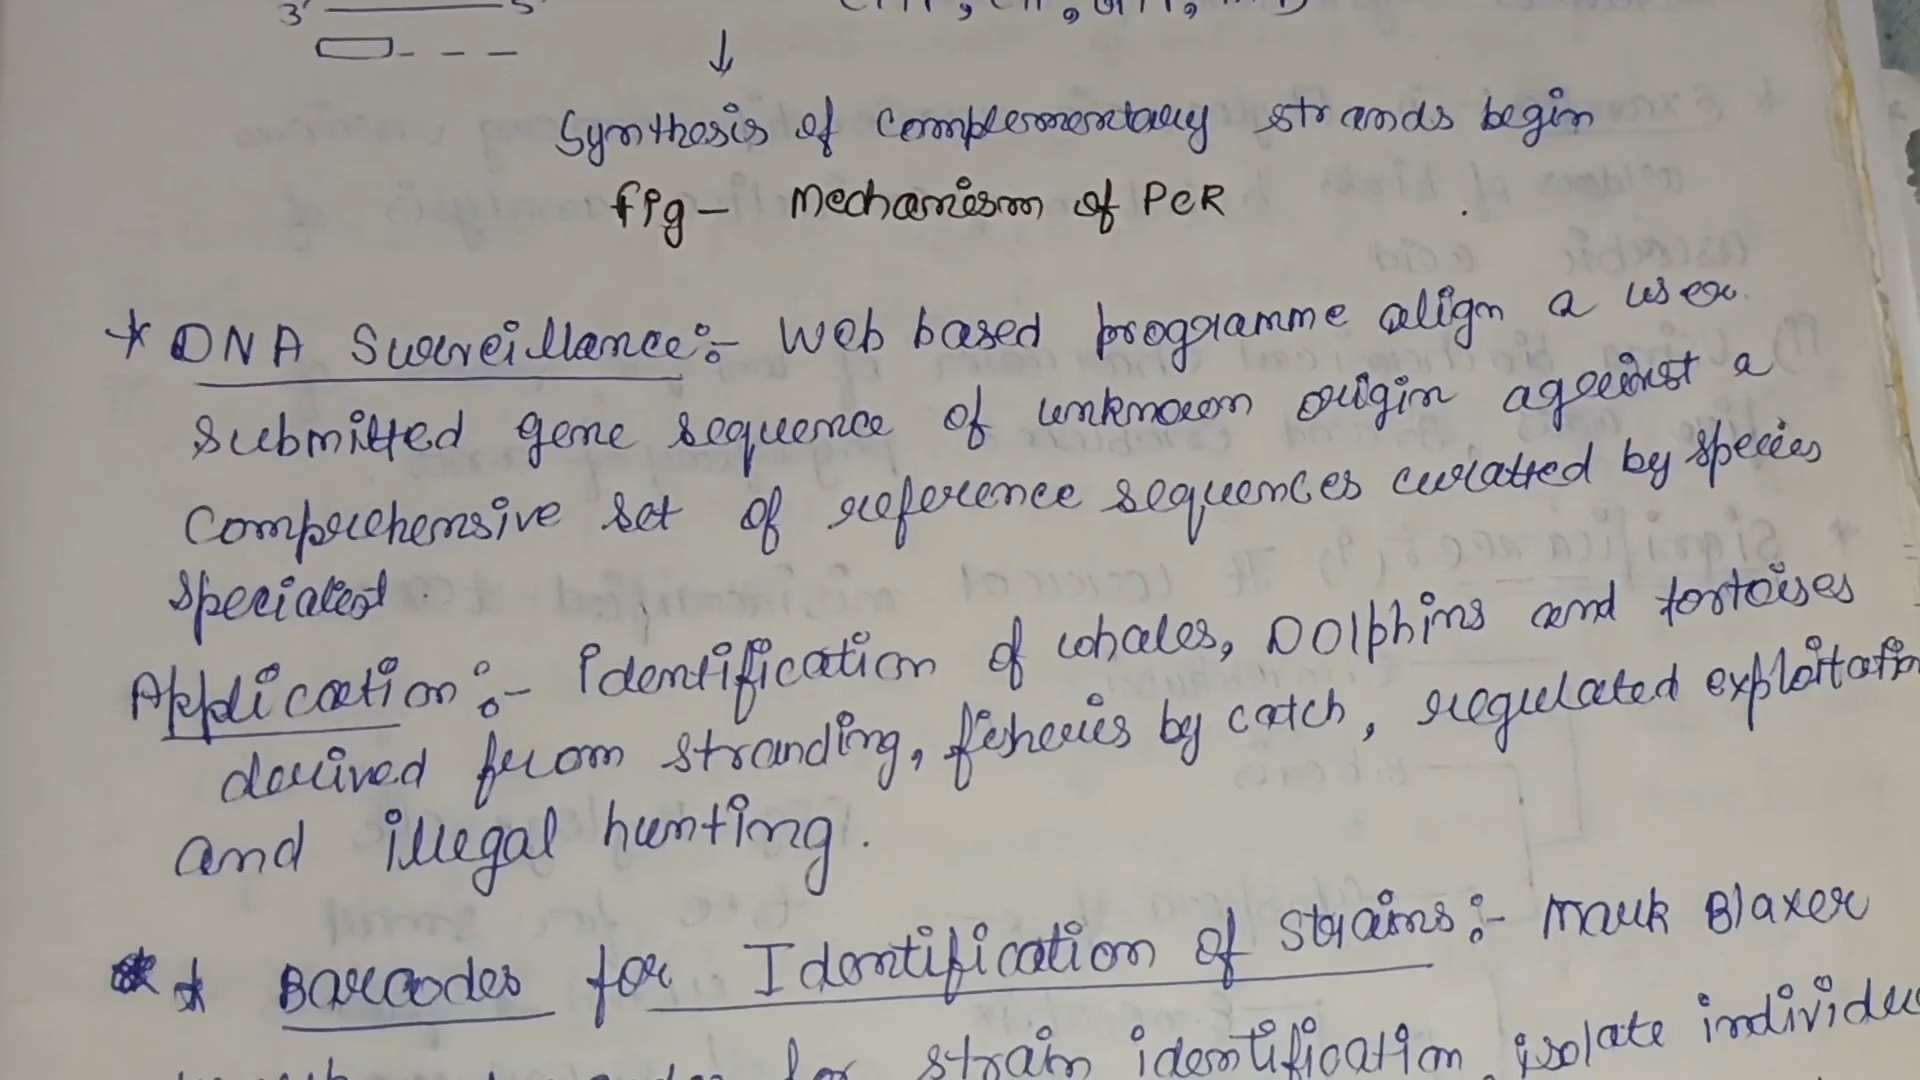 3' 5'
Synthesis of complementary strands begin
fig- Mechanism of PCR
* DNA Surveillance:- Web based programme align a user
submitted gene sequence of unknown origin against a
Comprehensive set of reference sequences curated by species
specialist.
Application:- identification of whales, Dolphins and tortoises
derived from stranding, fisheries by catch, regulated exploitation
and illegal hunting.
* Barcodes for Identification of Strains:- Mark Blaxer
for strain identification, isolate